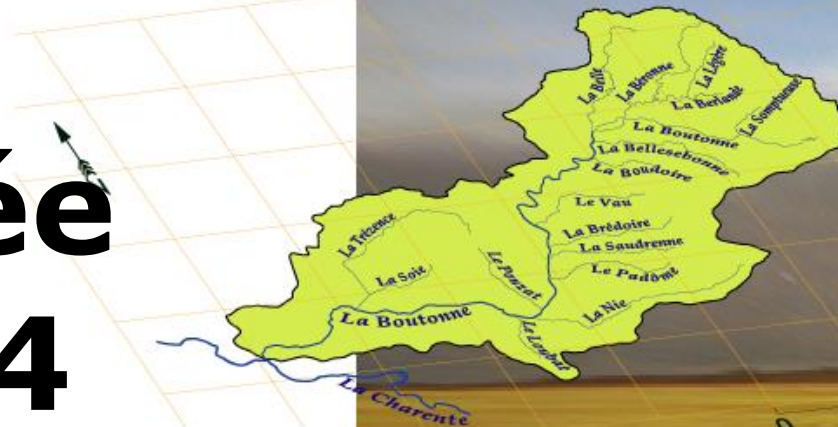 ée
4
La Belle
La Béronne
La Légère
La Berlande
La Somptueuse
La Boutonne
La Bellesebonne
La Boudoire
Le Vau
La Brédoire
La Saudrenne
Le Padôme
La Nie
La Trézence
La Soie
Le Ponzat
La Boutonne
Le Loubat
La Charente